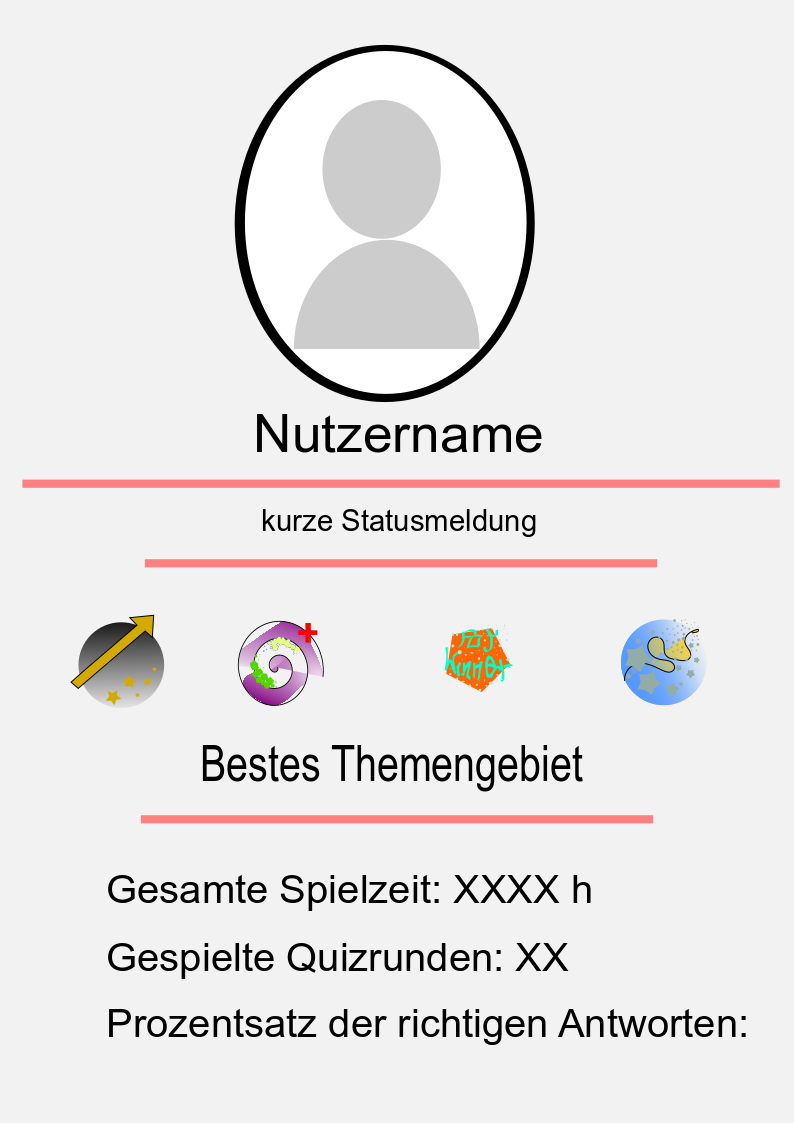 Nutzername
kurze Statusmeldung
Bestes Themengebiet
Gesamte Spielzeit: XXXX h
Gespielte Quizrunden: XX
Prozentsatz der richtigen Antworten: